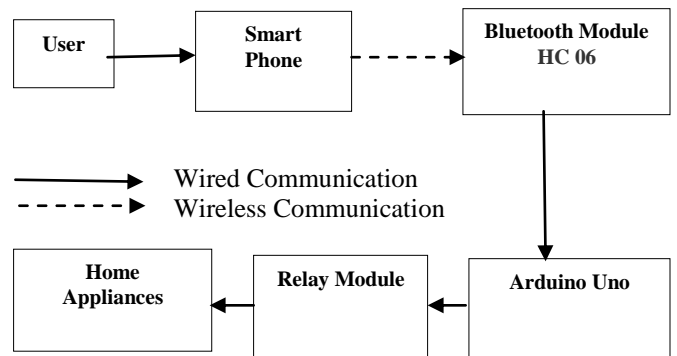 User
Smart
Phone
Bluetooth Module
HC 06
Wired Communication
Wireless Communication
Home
Appliances
Relay Module
Arduino Uno